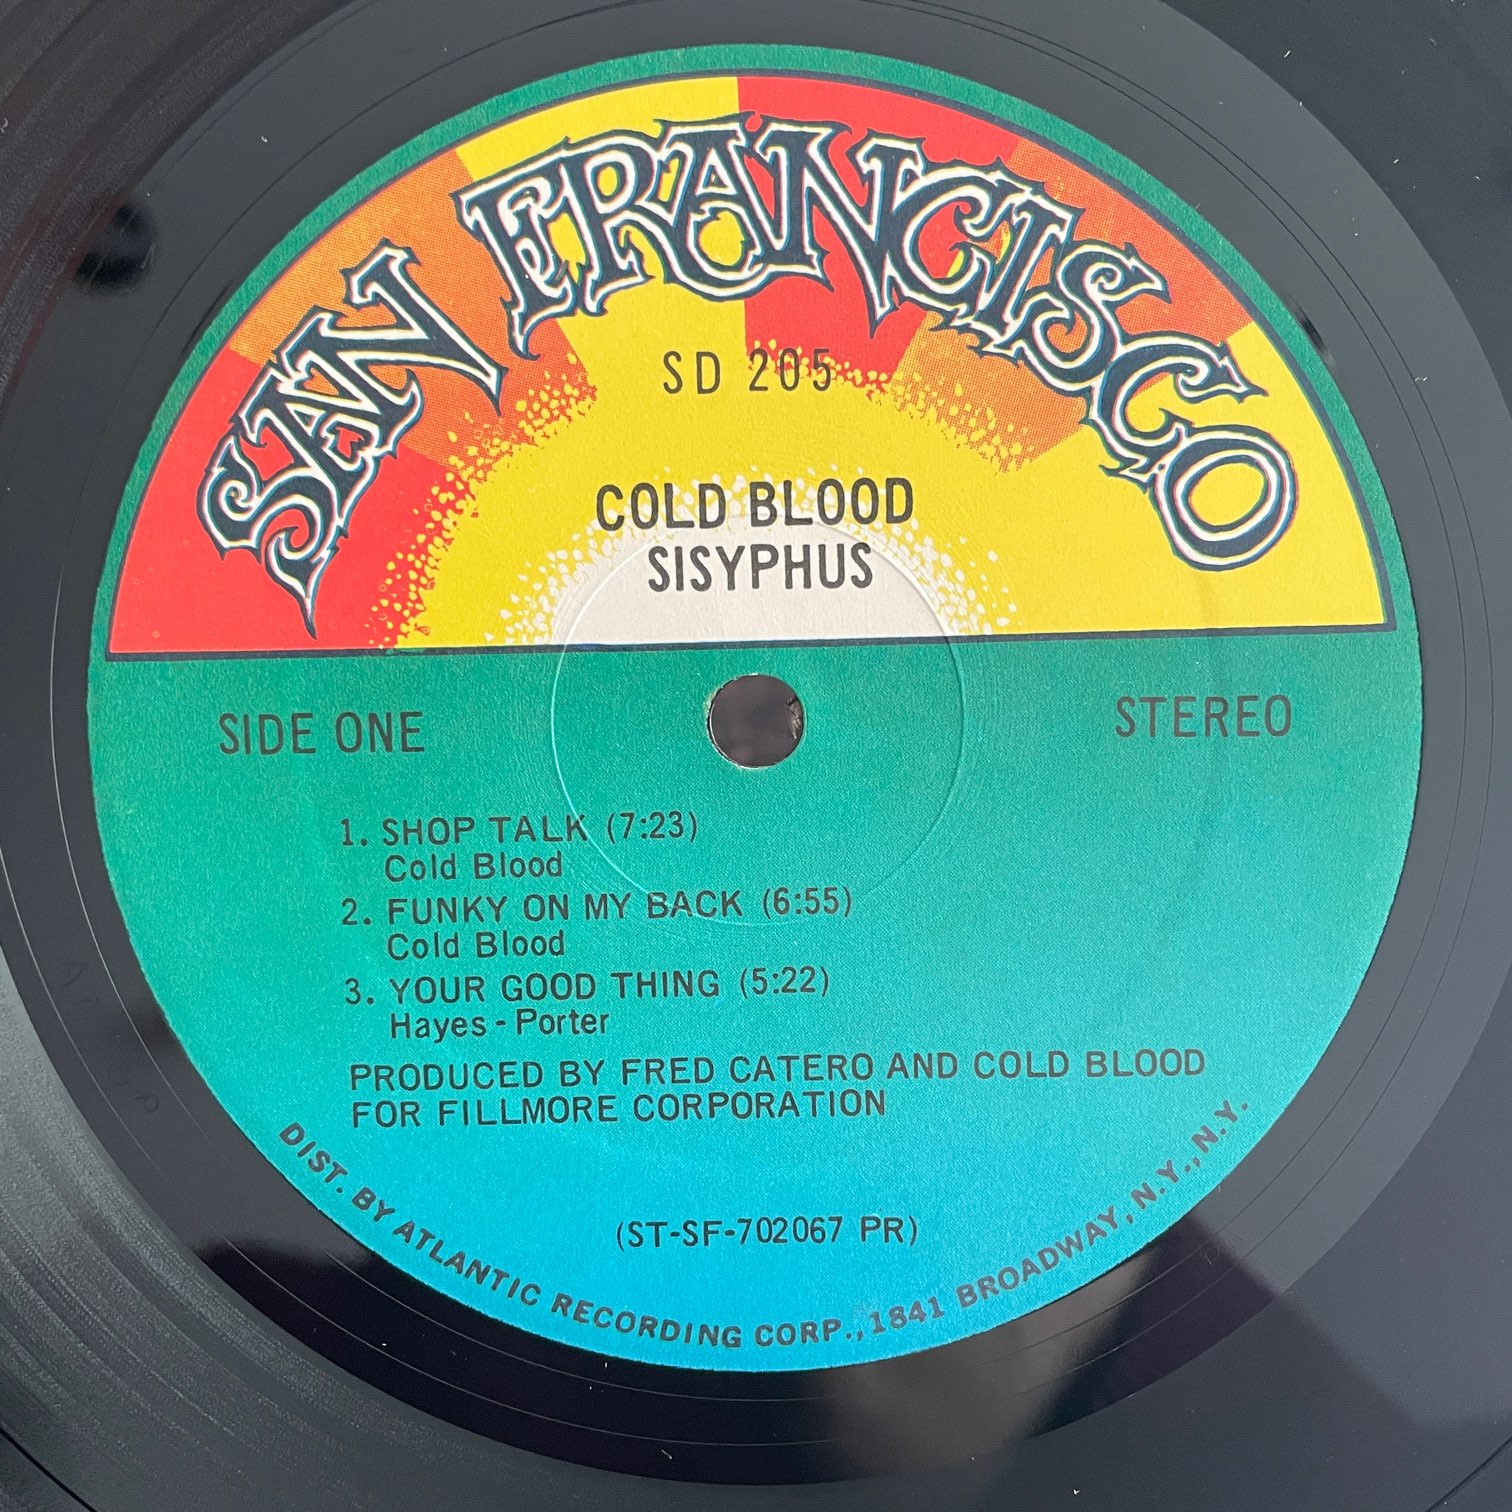 SAN FRANCISCO
SD 205
COLD BLOOD
SISYPHUS
SIDE ONE
STEREO
1. SHOP TALK (7:23)
Cold Blood
2. FUNKY ON MY BACK (6:55)
Cold Blood
3. YOUR GOOD THING (5:22)
Hayes - Porter
PRODUCED BY FRED CATERO AND COLD BLOOD
FOR FILLMORE CORPORATION
(ST-SF-702067 PR)
DIST. BY ATLANTIC RECORDING CORP., 1841 BROADWAY, N.Y., N.Y.